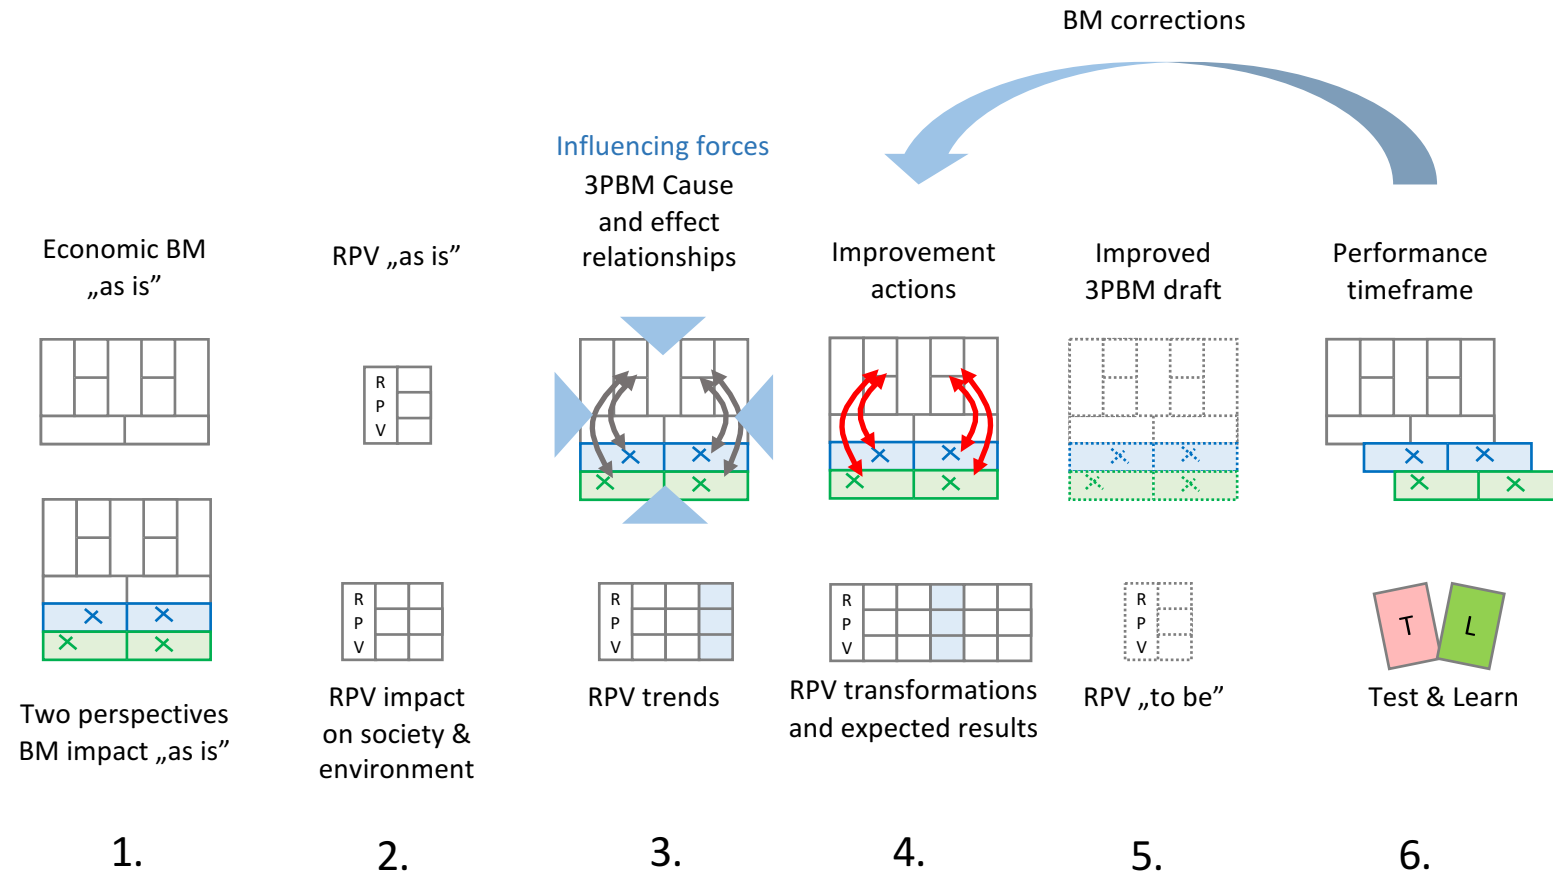 BM corrections
Economic BM
„as is”
Two perspectives
BM impact „as is”
1.
RPV „as is”
R
P
V
R
P
V
RPV impact
on society &
environment
2.
Influencing forces
3PBM Cause
and effect
relationships
R
P
V
RPV trends
3.
Improvement
actions
R
P
V
RPV transformations
and expected results
4.
Improved
3PBM draft
R
P
V
RPV „to be”
5.
Performance
timeframe
T
L
Test & Learn
6.